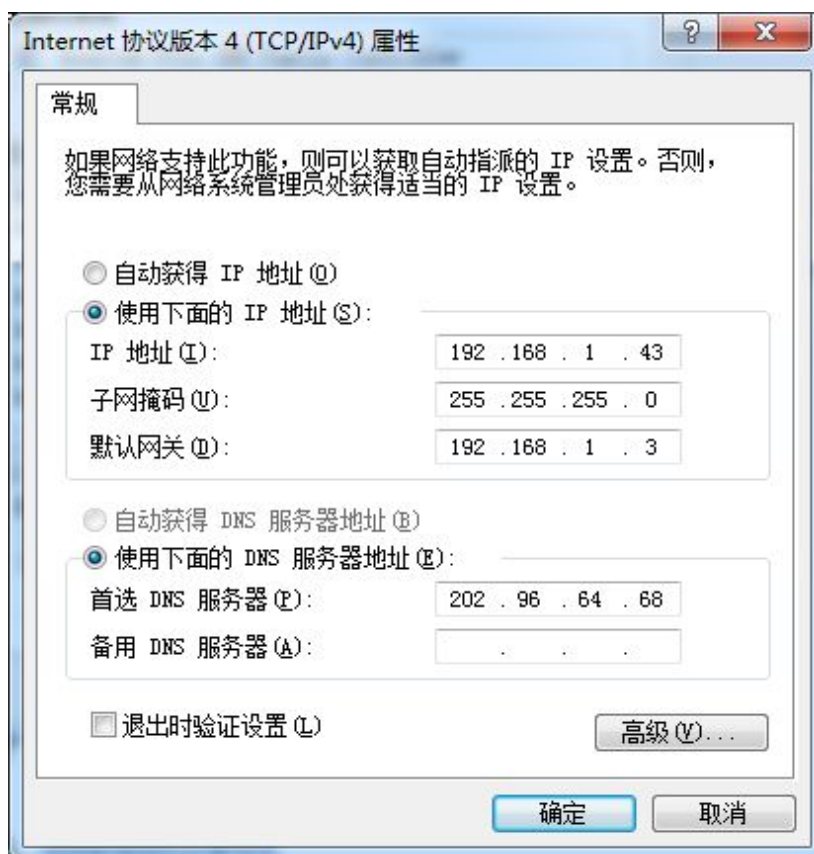 Internet 协议版本 4 (TCP/IPv4) 属性
常规
如果网络支持此功能，则可以获取自动指派的 IP 设置。否则，
您需要从网络系统管理员处获得适当的 IP 设置。
自动获得 IP 地址(O)
使用下面的 IP 地址(S):
IP 地址(I): 192 . 168 . 1 . 43
子网掩码(U): 255 . 255 . 255 . 0
默认网关(D): 192 . 168 . 1 . 3
自动获得 DNS 服务器地址(B)
使用下面的 DNS 服务器地址(E):
首选 DNS 服务器(P): 202 . 96 . 64 . 68
备用 DNS 服务器(A): . . .
退出时验证设置(L)
高级(V)...
确定 取消